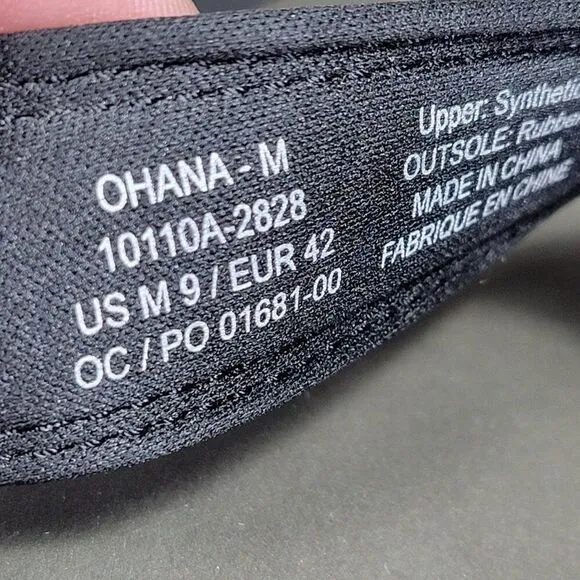 OHANA - M
10110A-2828
US M 9 / EUR 42
OC / PO 01681-00
Upper: Synthetic
OUTSOLE: Rubber
MADE IN CHINA
FABRIQUE EN CHINE